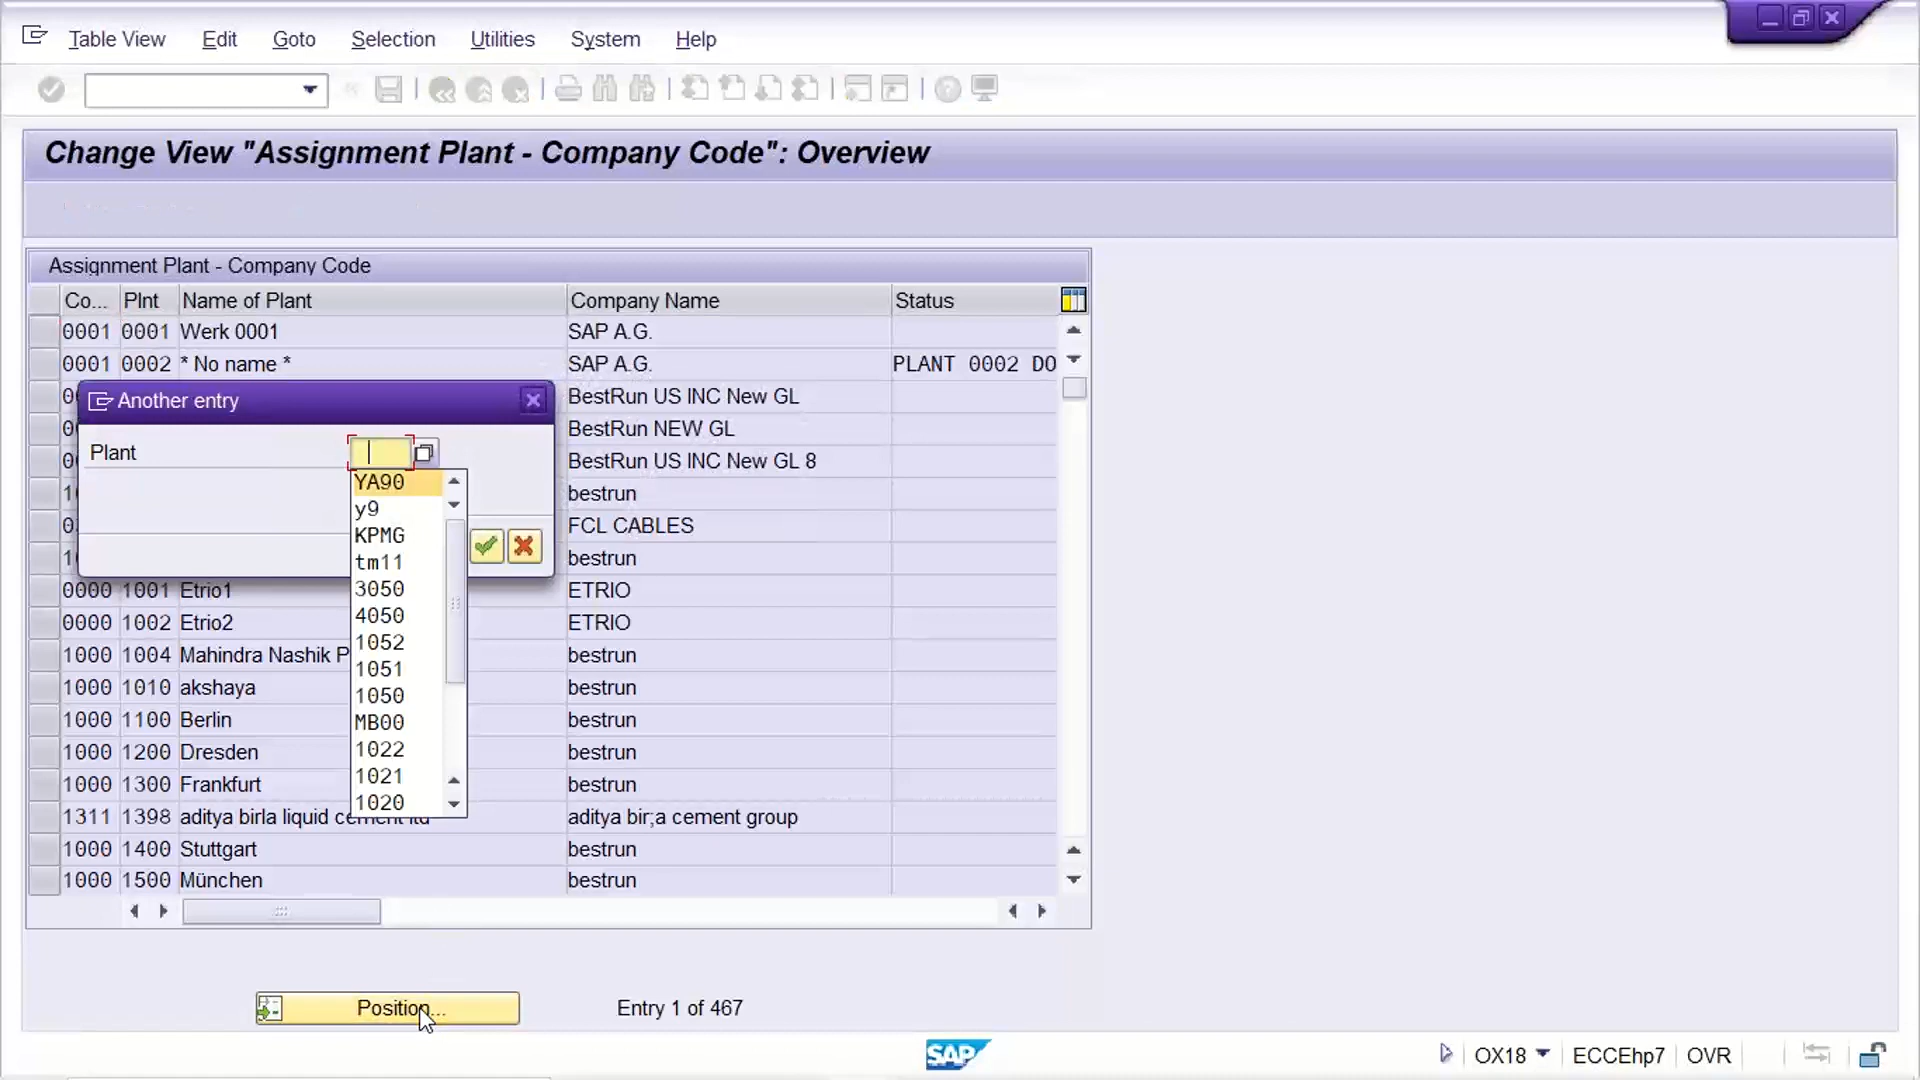 Table View Edit Goto Selection Utilities System Help
Change View "Assignment Plant - Company Code": Overview
Assignment Plant - Company Code
Co... Plnt Name of Plant Company Name Status
0001 0001 Werk 0001 SAP A.G.
0001 0002 * No name * SAP A.G. PLANT 0002 DO
BestRun US INC New GL
BestRun NEW GL
BestRun US INC New GL 8
bestrun
FCL CABLES
bestrun
Another entry
Plant
YA90
y9
KPMG
tm11
3050
4050
1052
1051
1050
MB00
1022
1021
1020
0000 1001 Etrio1 ETRIO
0000 1002 Etrio2 ETRIO
1000 1004 Mahindra Nashik P bestrun
1000 1010 akshaya bestrun
1000 1100 Berlin bestrun
1000 1200 Dresden bestrun
1000 1300 Frankfurt bestrun
1311 1398 aditya birla liquid cement ltd aditya bir;a cement group
1000 1400 Stuttgart bestrun
1000 1500 München bestrun
Position... Entry 1 of 467
SAP OX18 ECCEhp7 OVR